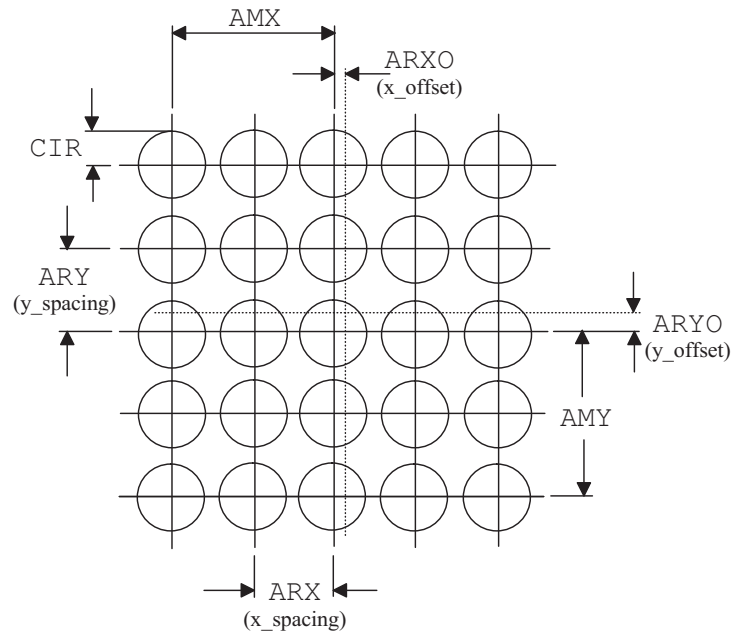 AMX
ARXO
(x_offset)
CIR
ARY
(y_spacing)
ARYO
(y_offset)
AMY
ARX
(x_spacing)